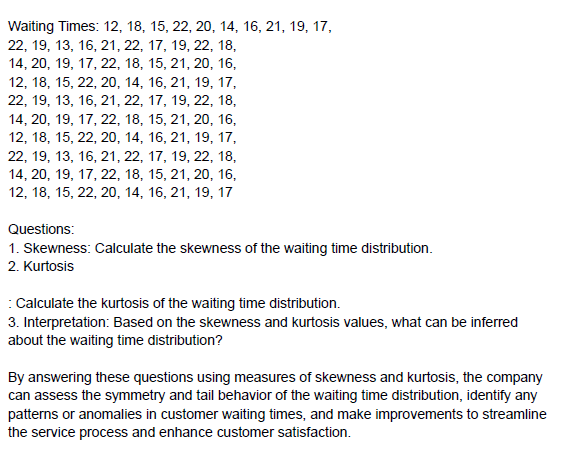 Waiting Times: 12, 18, 15, 22, 20, 14, 16, 21, 19, 17,
22, 19, 13, 16, 21, 22, 17, 19, 22, 18,
14, 20, 19, 17, 22, 18, 15, 21, 20, 16,
12, 18, 15, 22, 20, 14, 16, 21, 19, 17,
22, 19, 13, 16, 21, 22, 17, 19, 22, 18,
14, 20, 19, 17, 22, 18, 15, 21, 20, 16,
12, 18, 15, 22, 20, 14, 16, 21, 19, 17,
22, 19, 13, 16, 21, 22, 17, 19, 22, 18,
14, 20, 19, 17, 22, 18, 15, 21, 20, 16,
12, 18, 15, 22, 20, 14, 16, 21, 19, 17
Questions:
1. Skewness: Calculate the skewness of the waiting time distribution.
2. Kurtosis
: Calculate the kurtosis of the waiting time distribution.
3. Interpretation: Based on the skewness and kurtosis values, what can be inferred
about the waiting time distribution?
By answering these questions using measures of skewness and kurtosis, the company
can assess the symmetry and tail behavior of the waiting time distribution, identify any
patterns or anomalies in customer waiting times, and make improvements to streamline
the service process and enhance customer satisfaction.